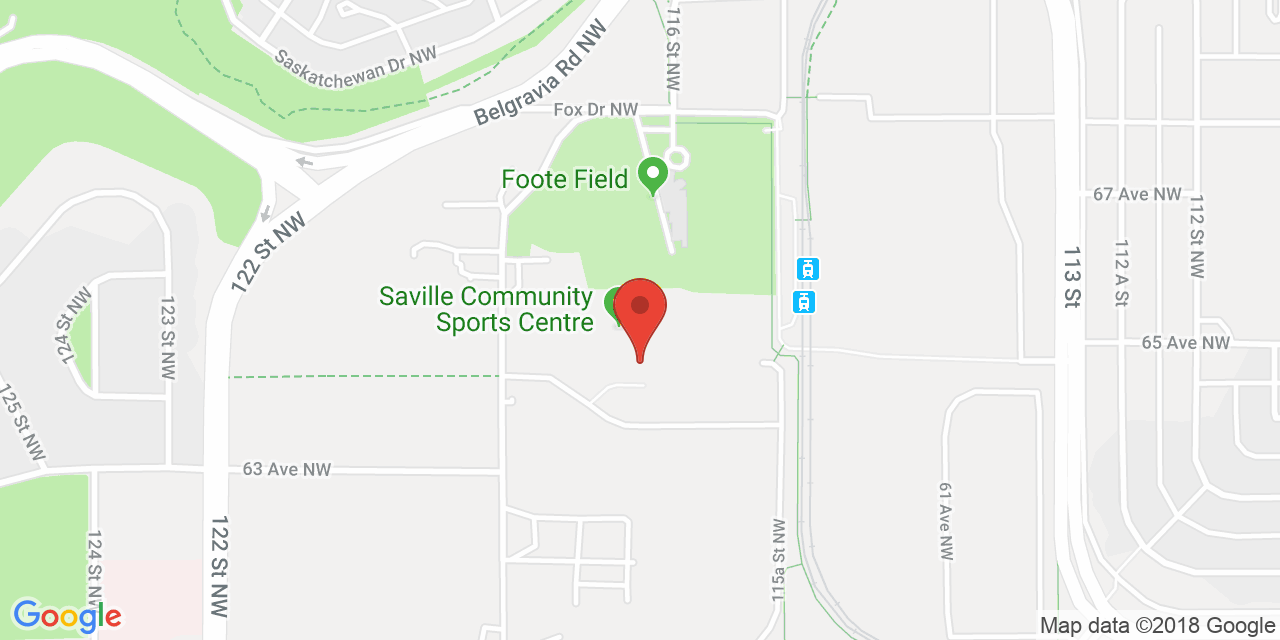 116 St NW
Saskatchewan Dr NW
Belgravia Rd NW
Fox Dr NW
Foote Field
67 Ave NW
112 St NW
122 St NW
112 A St
113 St
Saville Community
Sports Centre
124 St NW
123 St NW
65 Ave NW
125 St NW
63 Ave NW
61 Ave NW
122 St NW
124 St NW
115a St NW
Google
Map data ©2018 Google